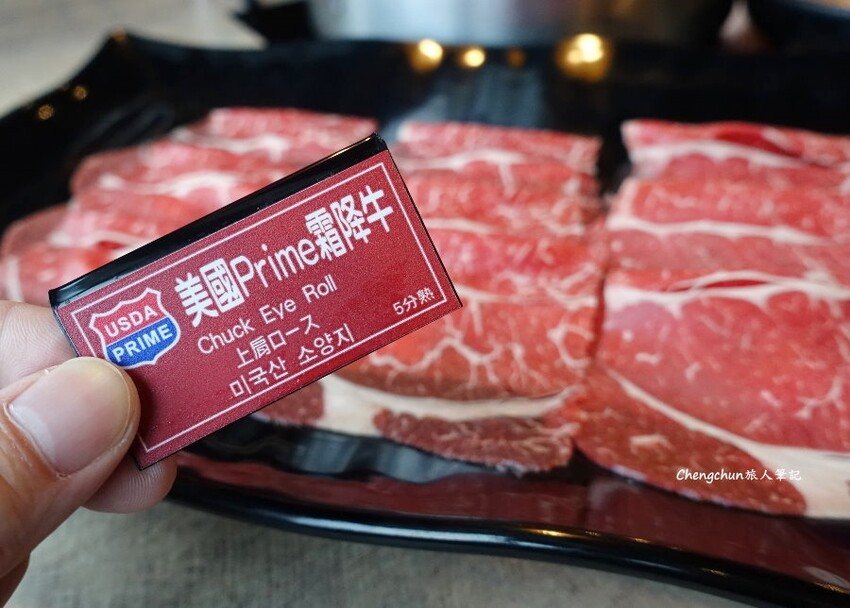 美國Prime霜降牛
USDA
PRIME
Chuck Eye Roll
5分熟
上肩ロース
미국산 소양지
Chengchun旅人筆記